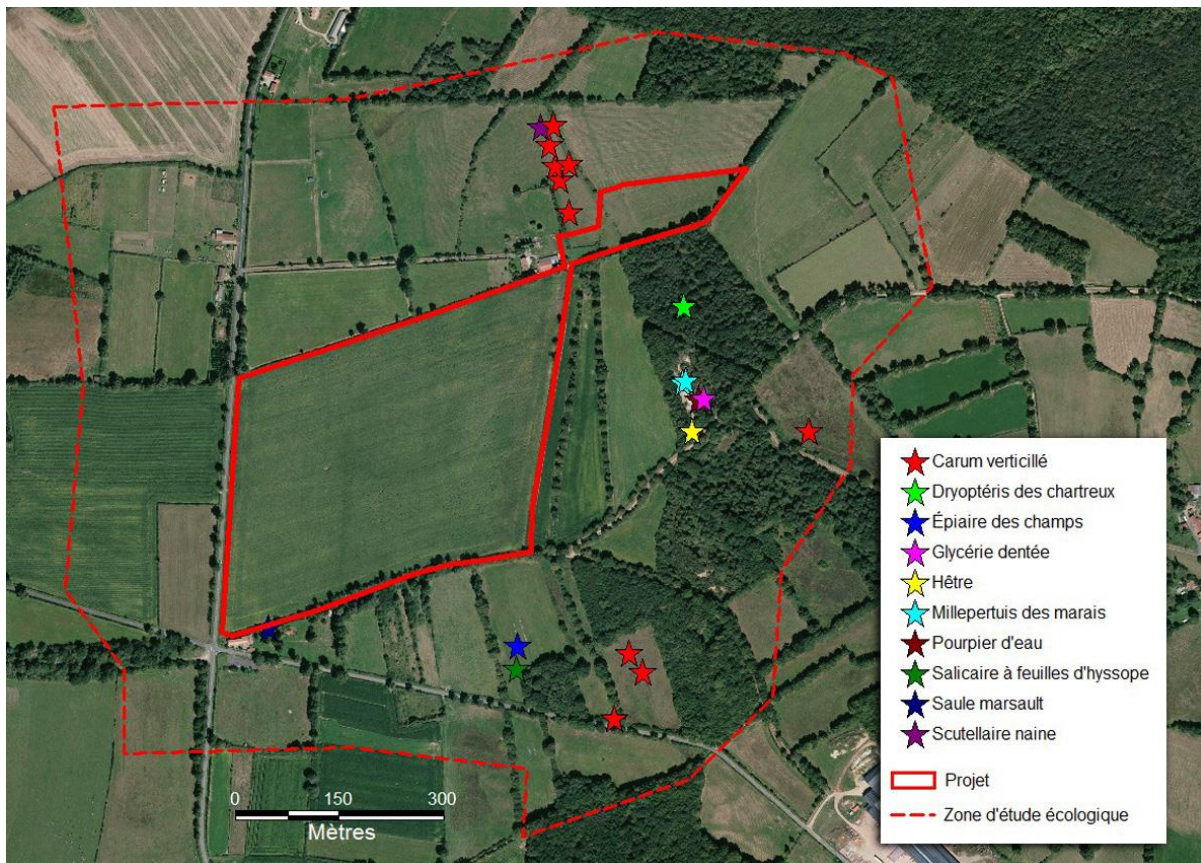 Carum verticillé
Dryoptéris des chartreux
Épiaire des champs
Glycérie dentée
Hêtre
Millepertuis des marais
Pourpier d'eau
Salicaire à feuilles d'hyssope
Saule marsault
Scutellaire naine
Projet
Zone d'étude écologique
0 150 300
Mètres